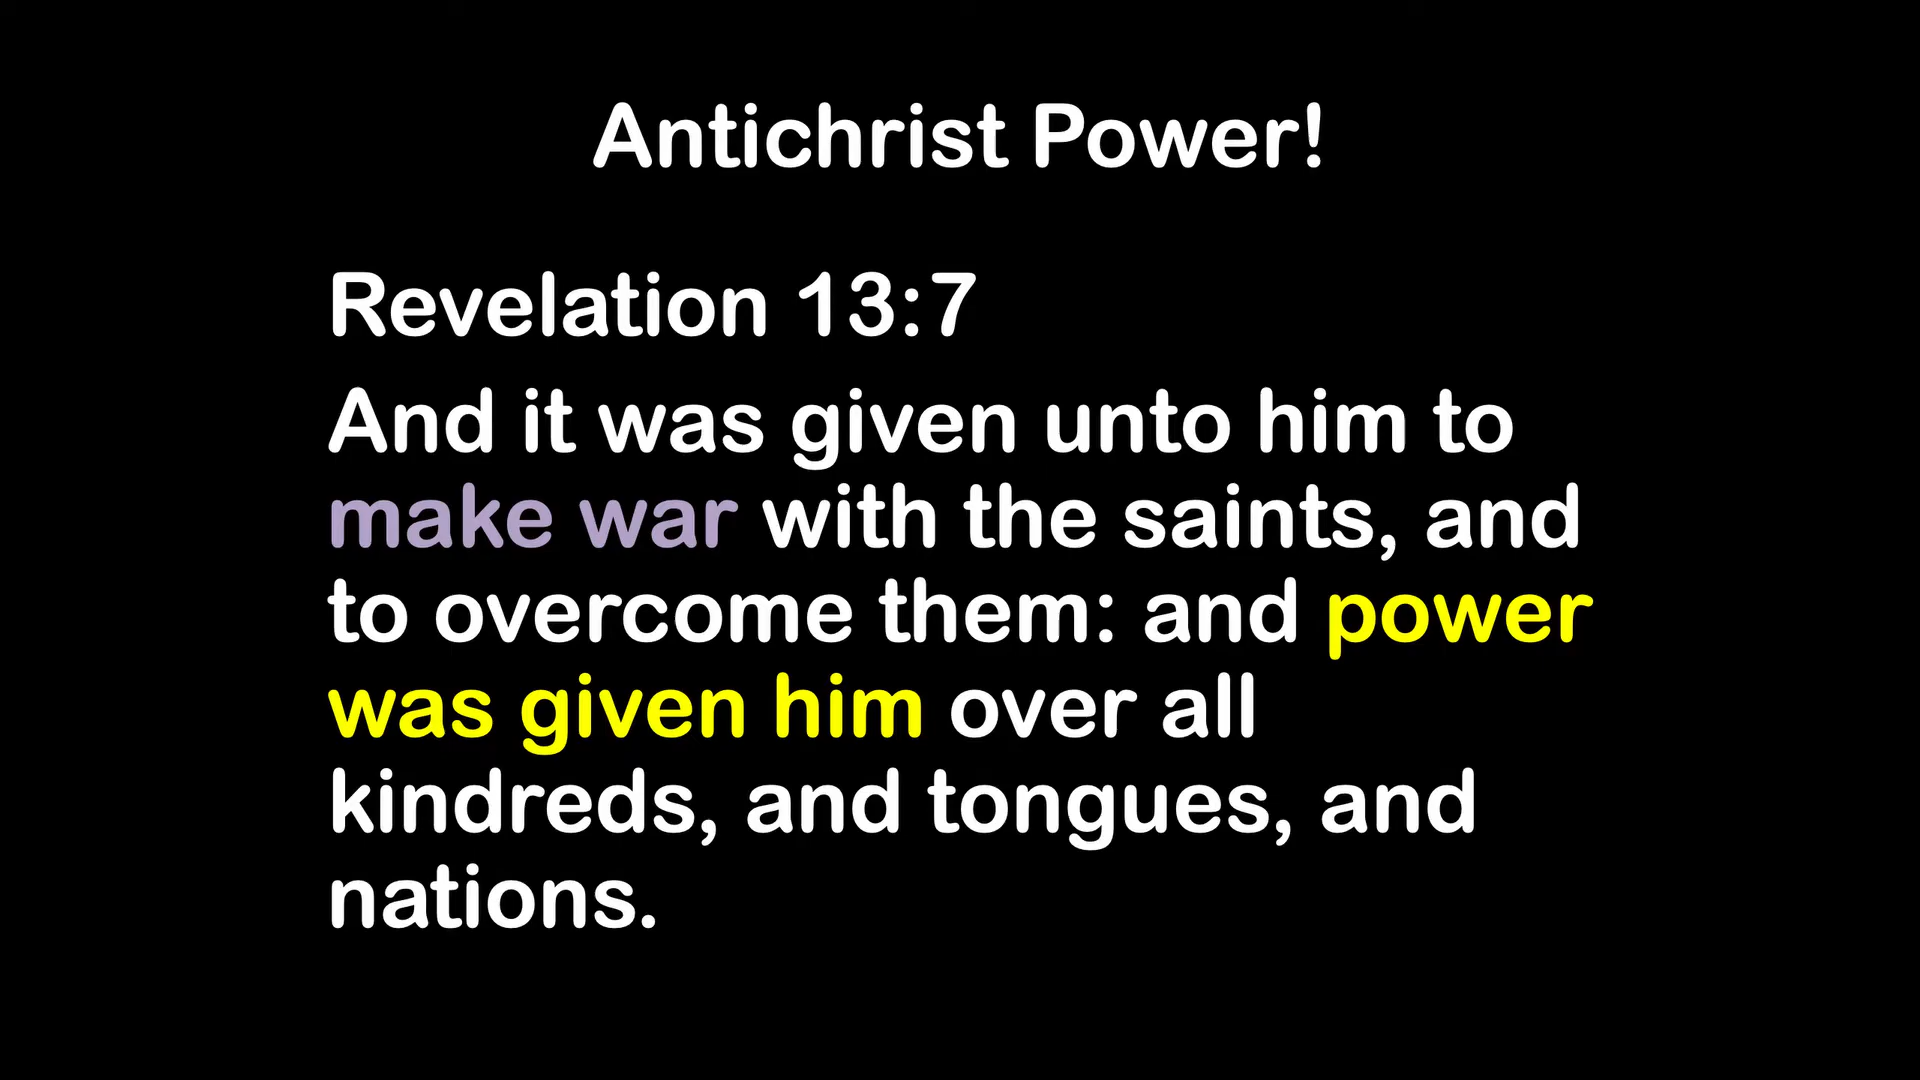 Antichrist Power!
Revelation 13:7
And it was given unto him to
make war with the saints, and
to overcome them: and power
was given him over all
kindreds, and tongues, and
nations.